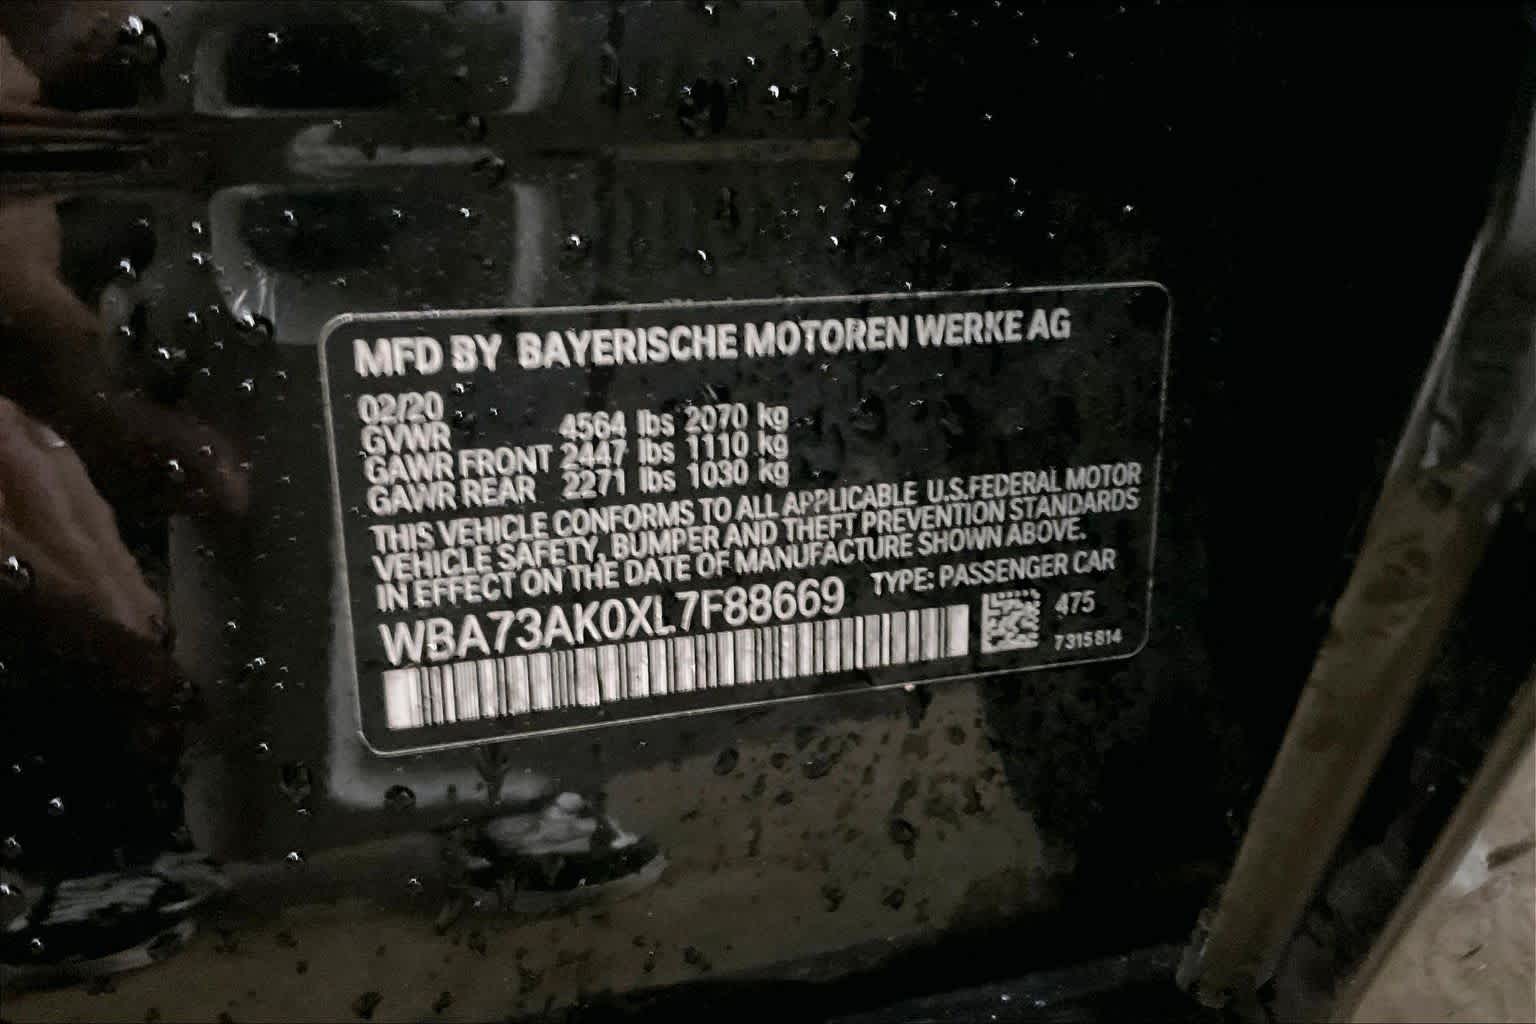 MFD BY BAYERISCHE MOTOREN WERKE AG
02/20
GVWR 4564 lbs 2070 kg
GAWR FRONT 2447 lbs 1110 kg
GAWR REAR 2271 lbs 1030 kg
THIS VEHICLE CONFORMS TO ALL APPLICABLE U.S.FEDERAL MOTOR
VEHICLE SAFETY, BUMPER AND THEFT PREVENTION STANDARDS
IN EFFECT ON THE DATE OF MANUFACTURE SHOWN ABOVE.
WBA73AK0XL7F88669 TYPE: PASSENGER CAR
475
7315814